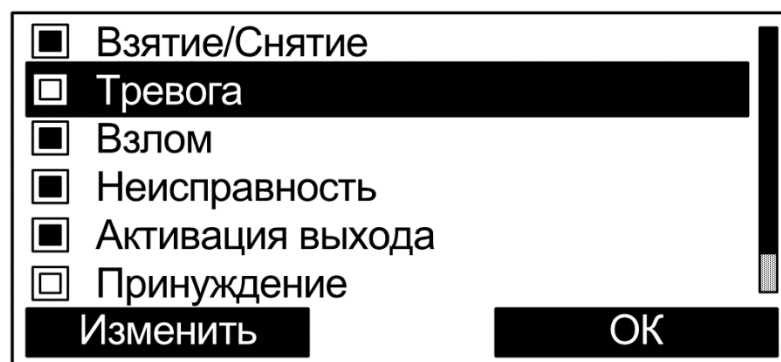 Взятие/Снятие
Тревога
Взлом
Неисправность
Активация выхода
Принуждение
Изменить ОК